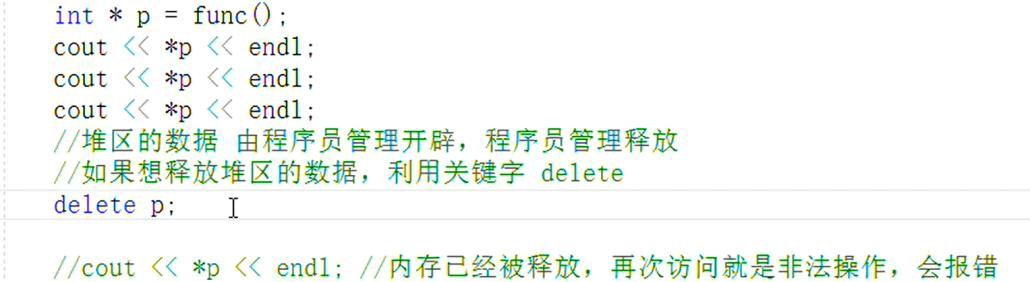 int * p = func();
cout << *p << endl;
cout << *p << endl;
cout << *p << endl;
//堆区的数据 由程序员管理开辟，程序员管理释放
//如果想释放堆区的数据，利用关键字 delete
delete p;
//cout << *p << endl; //内存已经被释放，再次访问就是非法操作，会报错